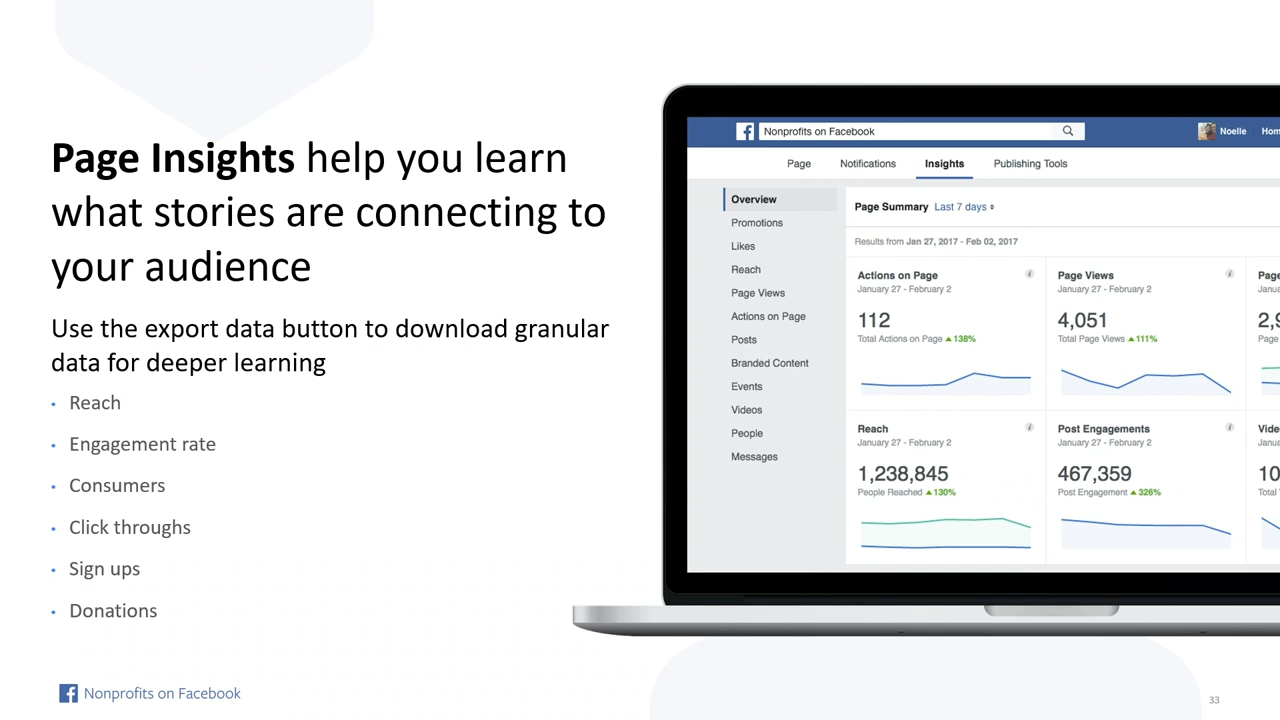 Page Insights help you learn
what stories are connecting to
your audience
Use the export data button to download granular
data for deeper learning
• Reach
• Engagement rate
• Consumers
• Click throughs
• Sign ups
• Donations
Nonprofits on Facebook
Nonprofits on Facebook
Noelle
Page Notifications Insights Publishing Tools
Overview
Promotions
Likes
Reach
Page Views
Actions on Page
Posts
Branded Content
Events
Videos
People
Messages
Page Summary Last 7 days
Results from Jan 27, 2017 - Feb 02, 2017
Actions on Page
January 27 - February 2
112
Total Actions on Page ▲138%
Page Views
January 27 - February 2
4,051
Total Page Views ▲111%
Reach
January 27 - February 2
1,238,845
People Reached ▲130%
Post Engagements
January 27 - February 2
467,359
Post Engagement ▲326%
33